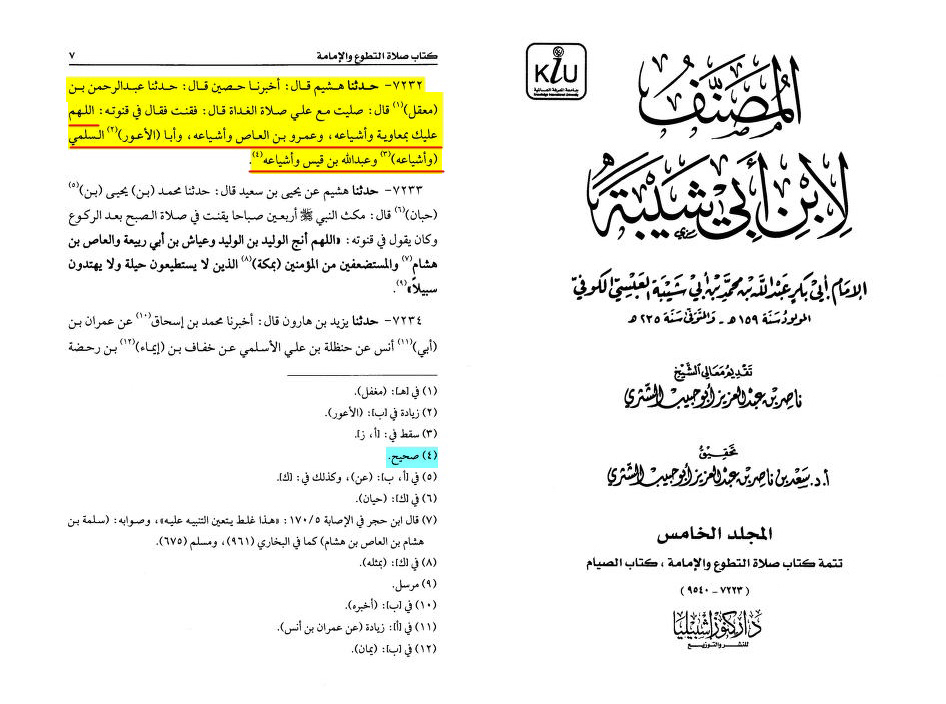 المصنف
لابن أبي شيبة
الإمام أبي بكر عبد الله بن محمد بن أبي شيبة العبسي الكوفي
المولود سنة ١٥٩ هـ - والمتوفى سنة ٢٣٥ هـ
تقديم معالي الشيخ
ناصر بن عبد العزيز أبو حبيب الشثري
تحقيق
أ.د. سعد بن ناصر بن عبد العزيز أبو حبيب الشثري
المجلد الخامس
تتمة كتاب صلاة التطوع والإمامة ، كتاب الصيام
( ٧٢٢٣ - ٩٥٤٠ )
دار كنوز إشبيليا
للنشر والتوزيع
KIU
جامعة المعرفة العالمية
Knowledge International University
كتاب صلاة التطوع والإمامة ٧
٧٢٣٢- حدثنا هشيم قال: أخبرنا حصين قال: حدثنا عبدالرحمن بن
(معقل)(١) قال: صليت مع علي صلاة الغداة قال: فقنت فقال في قنوته: اللهم
عليك بمعاوية وأشياعه، وعمرو بن العاص وأشياعه، وأبا (الأعور)(٢) السلمي
(وأشياعه)(٣) وعبدالله بن قيس وأشياعه(٤).
٧٢٣٣- حدثنا هشيم عن يحيى بن سعيد قال: حدثنا محمد (بن) يحيى (بن)(٥)
(حبان)(٦) قال: مكث النبي ﷺ أربعين صباحا يقنت في صلاة الصبح بعد الركوع
وكان يقول في قنوته: «اللهم أنج الوليد بن الوليد وعياش بن أبي ربيعة والعاص بن
هشام(٧) والمستضعفين من المؤمنين (بمكة)(٨) الذين لا يستطيعون حيلة ولا يهتدون
سبيلاً»(٩).
٧٢٣٤- حدثنا يزيد بن هارون قال: أخبرنا محمد بن إسحاق(١٠) عن عمران بن
(أبي)(١١) أنس عن حنظلة بن علي الأسلمي عن خفاف بن (إيماء)(١٢) بن رحضة
(١) في [هـ]: (مغفل).
(٢) زيادة في [ب]: (الأعور).
(٣) سقط في: [أ، ز].
(٤) صحيح.
(٥) في [أ، ب]: (عن)، وكذلك في: [ك].
(٦) في [ك]: (حيان).
(٧) قال ابن حجر في الإصابة ١٧٠/٥: «هذا غلط يتعين التنبيه عليه»، وصوابه: (سلمة بن
هشام بن العاص بن هشام) كما في البخاري (٩٦١)، ومسلم (٦٧٥).
(٨) في [ك]: (بمثله).
(٩) مرسل.
(١٠) في [ب]: (أخبره).
(١١) في [أ]: زيادة (عن عمران بن أنس).
(١٢) في [ب]: (يمان).